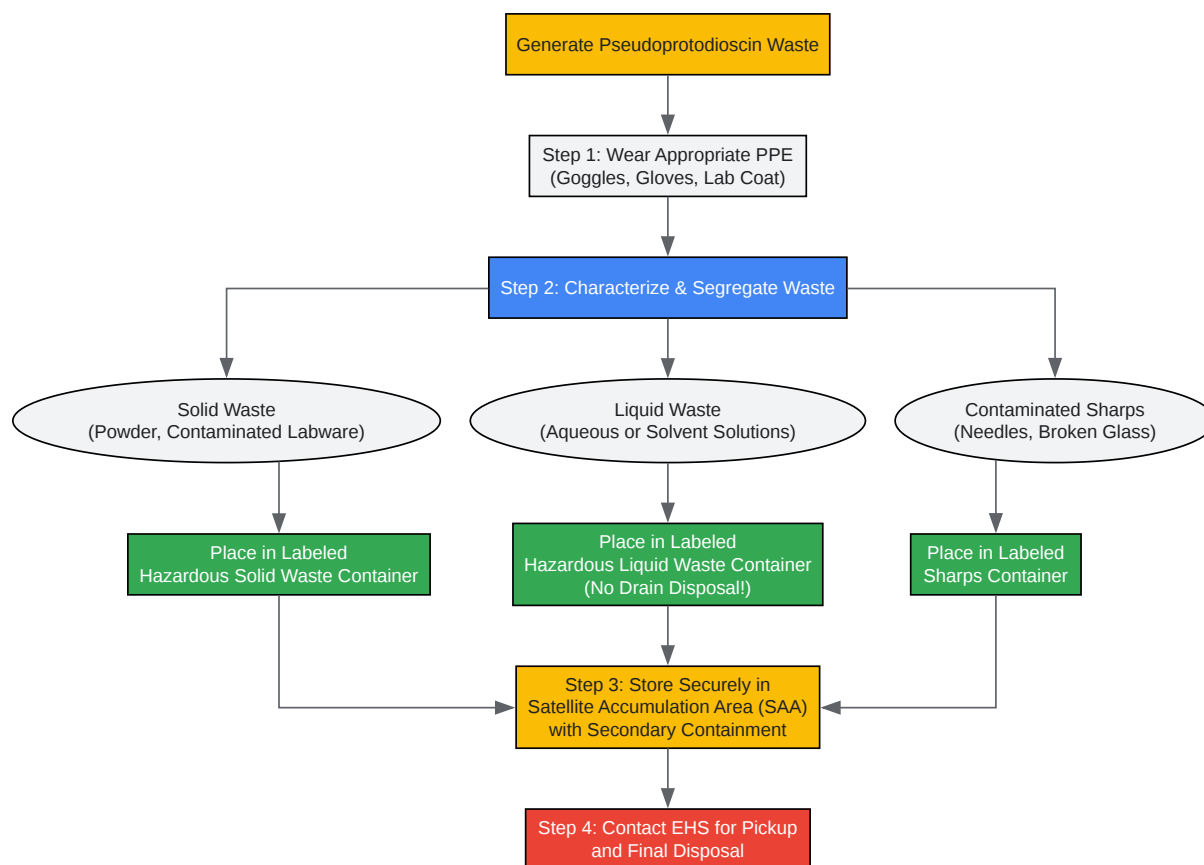 Generate Pseudoprotodioscin Waste
Step 1: Wear Appropriate PPE
(Goggles, Gloves, Lab Coat)
Step 2: Characterize & Segregate Waste
Solid Waste
(Powder, Contaminated Labware)
Liquid Waste
(Aqueous or Solvent Solutions)
Contaminated Sharps
(Needles, Broken Glass)
Place in Labeled
Hazardous Solid Waste Container
Place in Labeled
Hazardous Liquid Waste Container
(No Drain Disposal!)
Place in Labeled
Sharps Container
Step 3: Store Securely in
Satellite Accumulation Area (SAA)
with Secondary Containment
Step 4: Contact EHS for Pickup
and Final Disposal